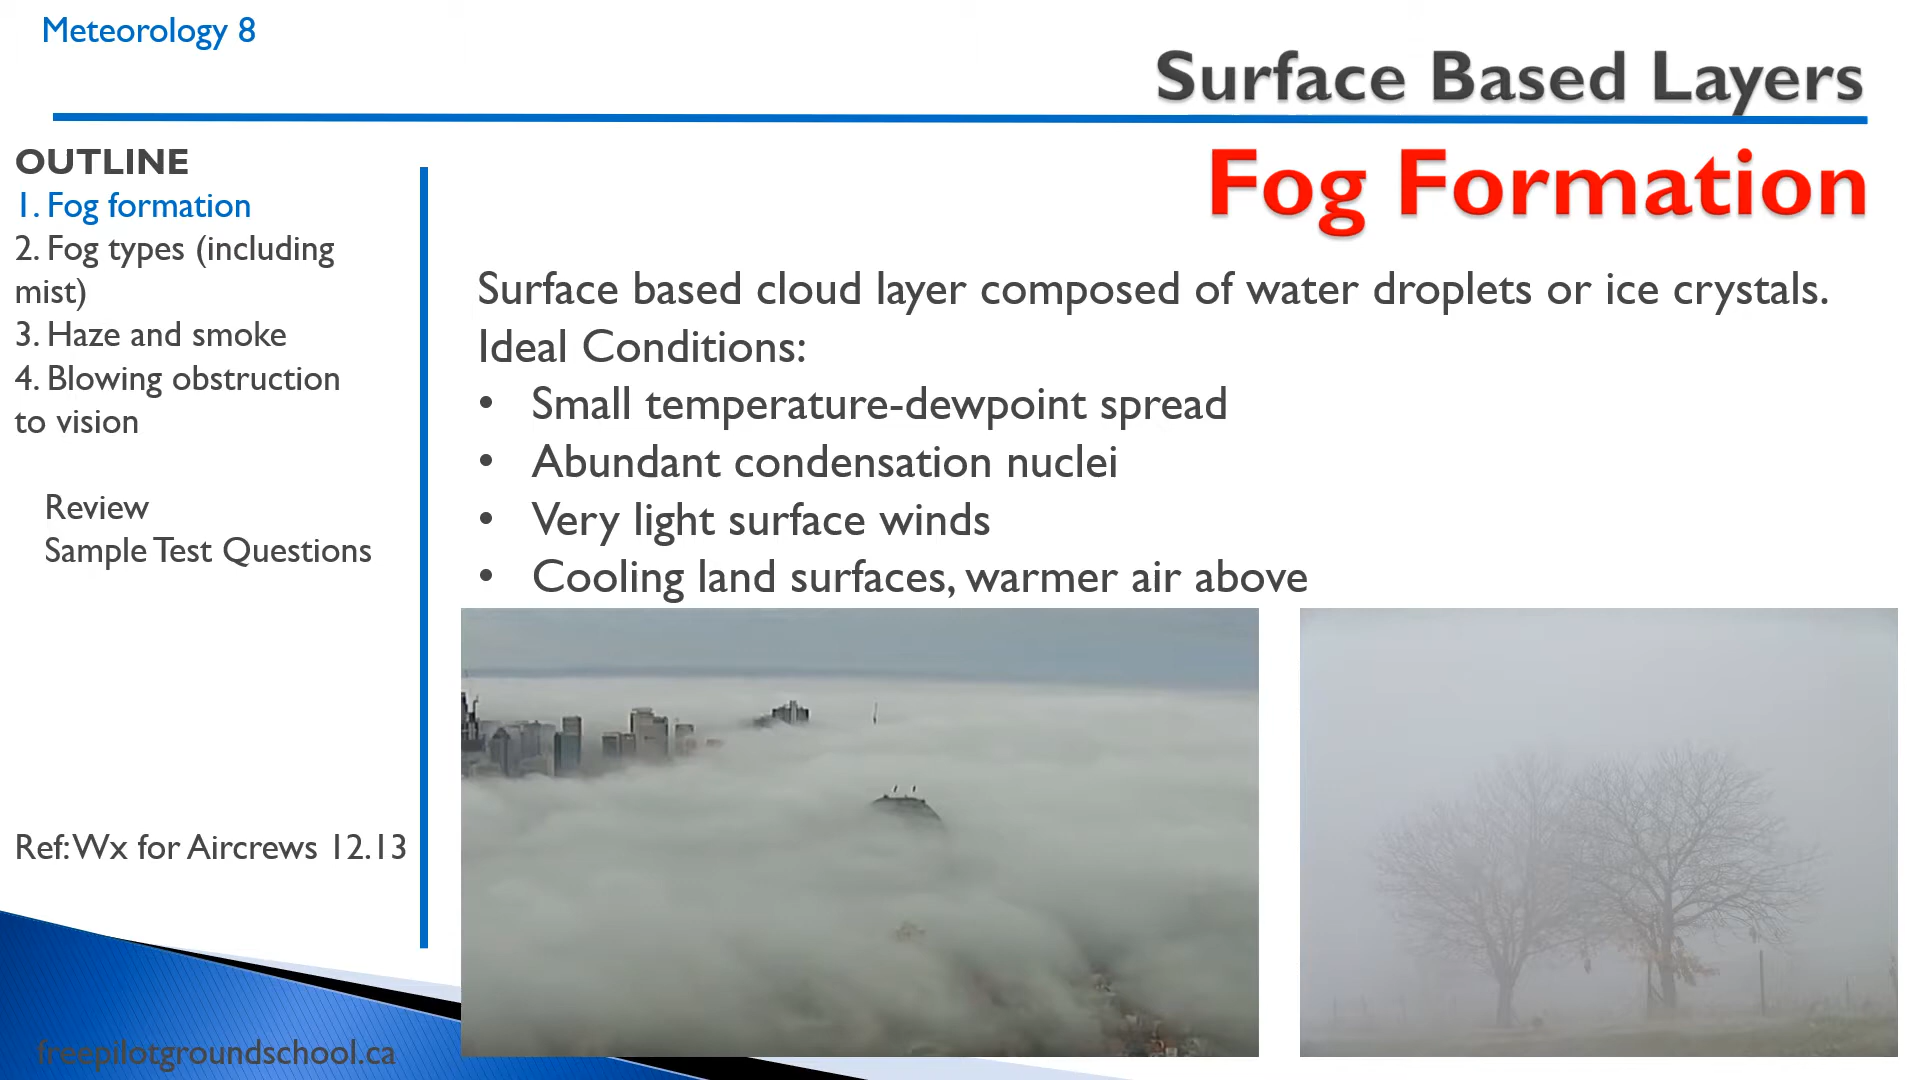 Meteorology 8
Surface Based Layers
OUTLINE
1. Fog formation
2. Fog types (including
mist)
3. Haze and smoke
4. Blowing obstruction
to vision
Review
Sample Test Questions
Ref: Wx for Aircrews 12.13
freepilotgroundschool.ca
Fog Formation
Surface based cloud layer composed of water droplets or ice crystals.
Ideal Conditions:
• Small temperature-dewpoint spread
• Abundant condensation nuclei
• Very light surface winds
• Cooling land surfaces, warmer air above